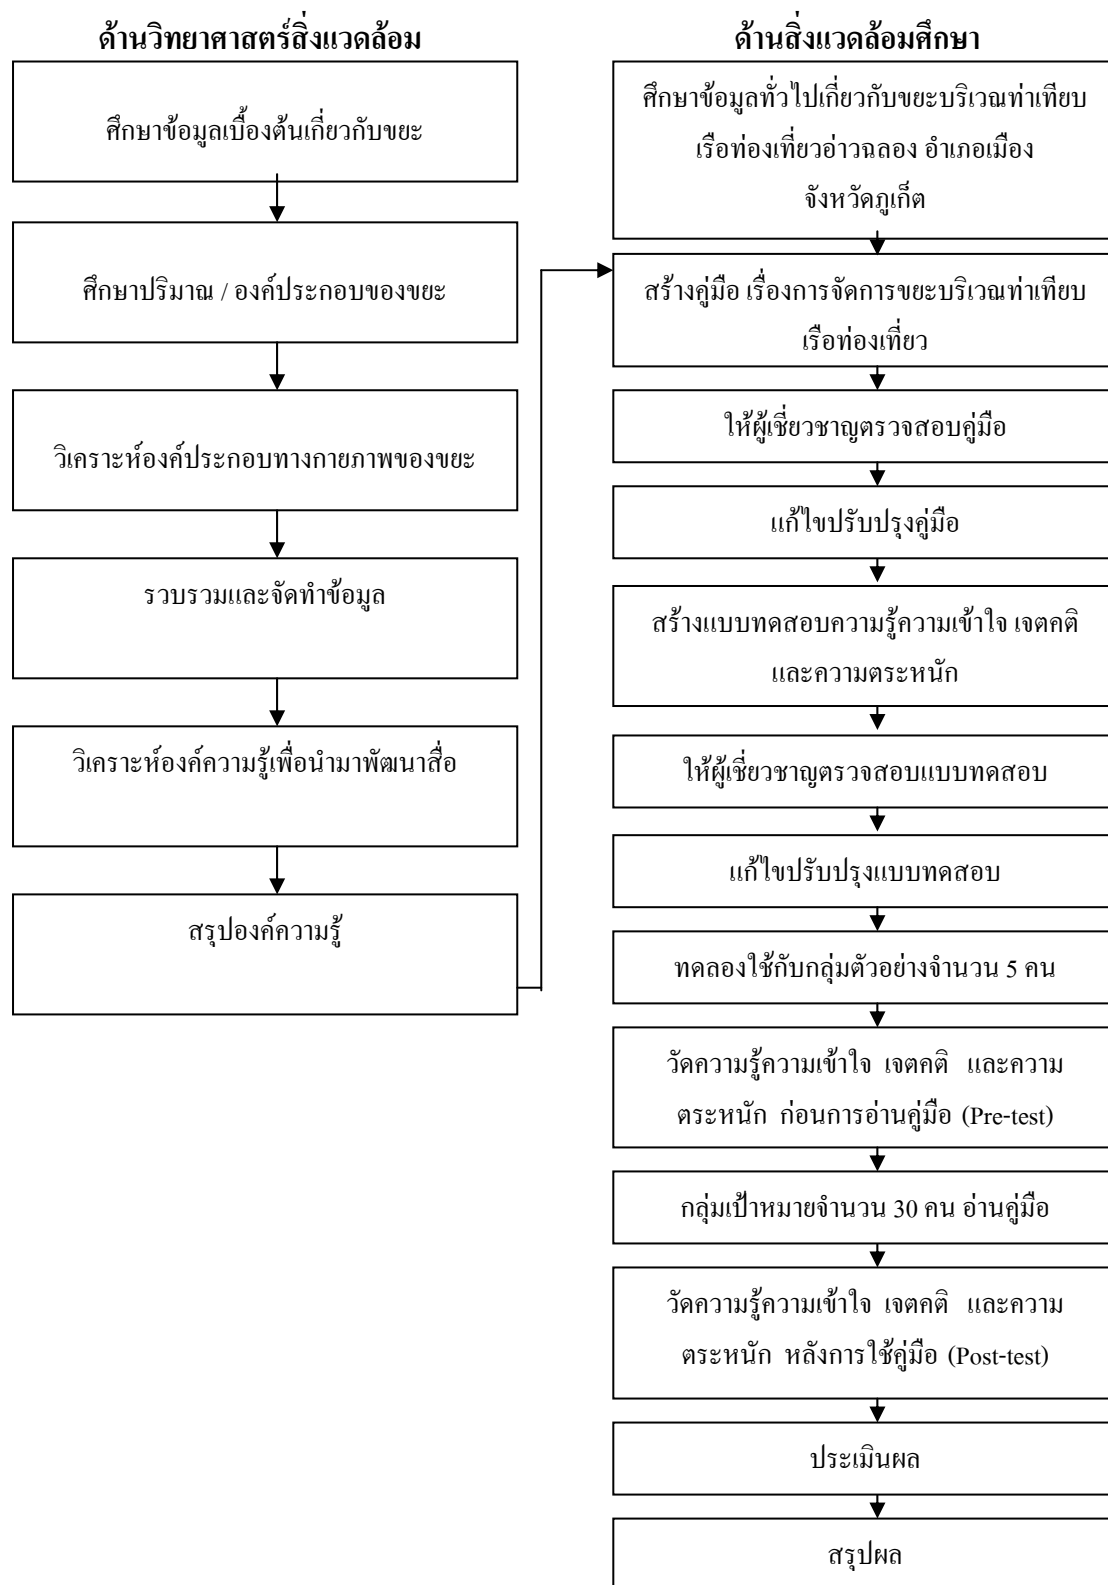 ด้านวิทยาศาสตร์สิ่งแวดล้อม
ศึกษาข้อมูลเบื้องต้นเกี่ยวกับขยะ
ศึกษาปริมาณ / องค์ประกอบของขยะ
วิเคราะห์องค์ประกอบทางกายภาพของขยะ
รวบรวมและจัดทำข้อมูล
วิเคราะห์องค์ความรู้เพื่อนำมาพัฒนาสื่อ
สรุปองค์ความรู้
ด้านสิ่งแวดล้อมศึกษา
ศึกษาข้อมูลทั่วไปเกี่ยวกับขยะบริเวณท่าเทียบ
เรือท่องเที่ยวอ่าวฉลอง อำเภอเมือง
จังหวัดภูเก็ต
สร้างคู่มือ เรื่องการจัดการขยะบริเวณท่าเทียบ
เรือท่องเที่ยว
ให้ผู้เชี่ยวชาญตรวจสอบคู่มือ
แก้ไขปรับปรุงคู่มือ
สร้างแบบทดสอบความรู้ความเข้าใจ เจตคติ
และความตระหนัก
ให้ผู้เชี่ยวชาญตรวจสอบแบบทดสอบ
แก้ไขปรับปรุงแบบทดสอบ
ทดลองใช้กับกลุ่มตัวอย่างจำนวน 5 คน
วัดความรู้ความเข้าใจ เจตคติ และความ
ตระหนัก ก่อนการอ่านคู่มือ (Pre-test)
กลุ่มเป้าหมายจำนวน 30 คน อ่านคู่มือ
วัดความรู้ความเข้าใจ เจตคติ และความ
ตระหนัก หลังการใช้คู่มือ (Post-test)
ประเมินผล
สรุปผล